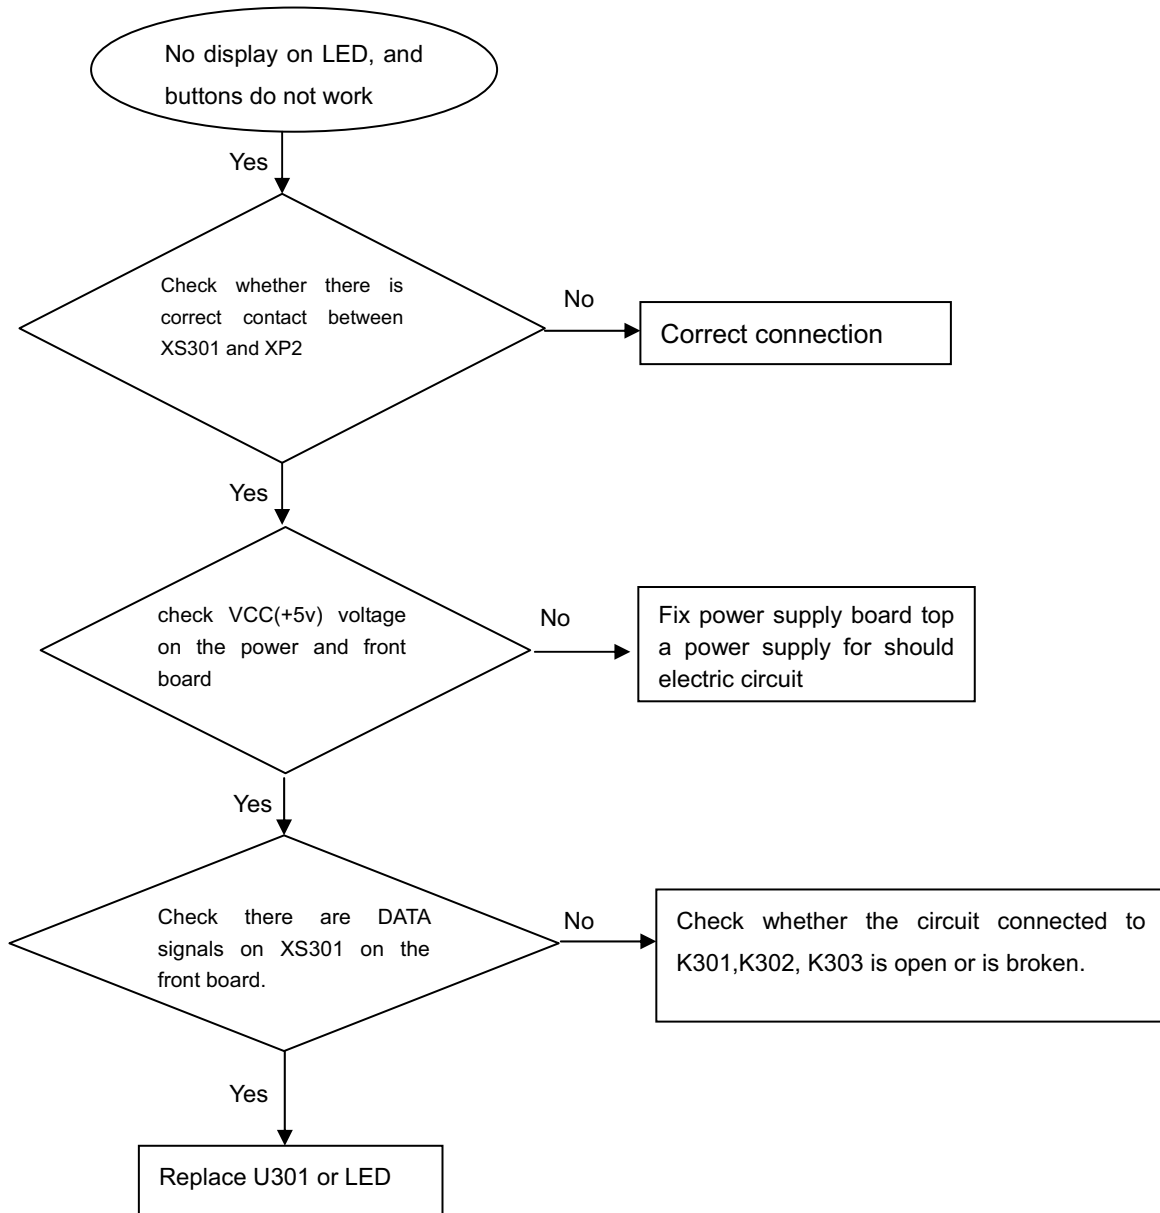 No display on LED, and
buttons do not work
Yes
Check whether there is
correct contact between
XS301 and XP2
No
Correct connection
Yes
check VCC(+5v) voltage
on the power and front
board
No
Fix power supply board top
a power supply for should
electric circuit
Yes
Check there are DATA
signals on XS301 on the
front board.
No
Check whether the circuit connected to
K301,K302, K303 is open or is broken.
Yes
Replace U301 or LED